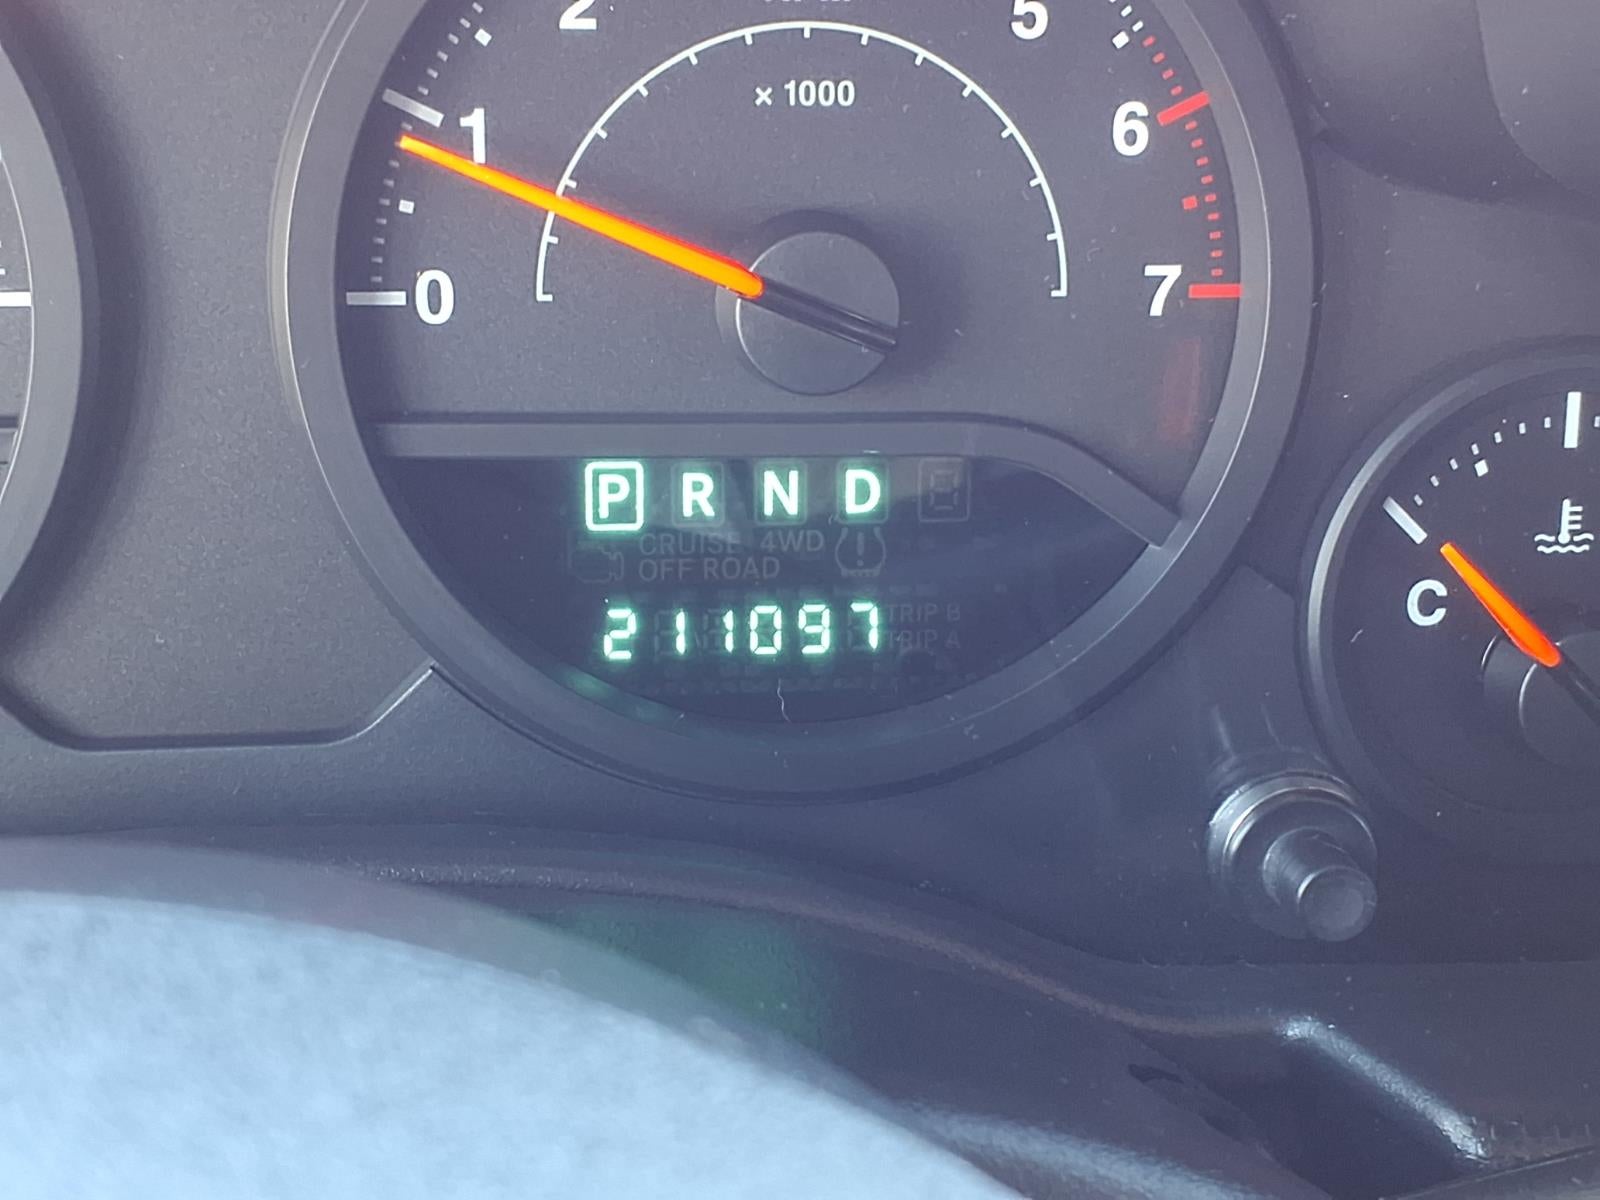 2 5
x 1000
1 6
0 7
P R N D
CRUISE 4WD
OFF ROAD
C
TRIP B
211097
TRIP A